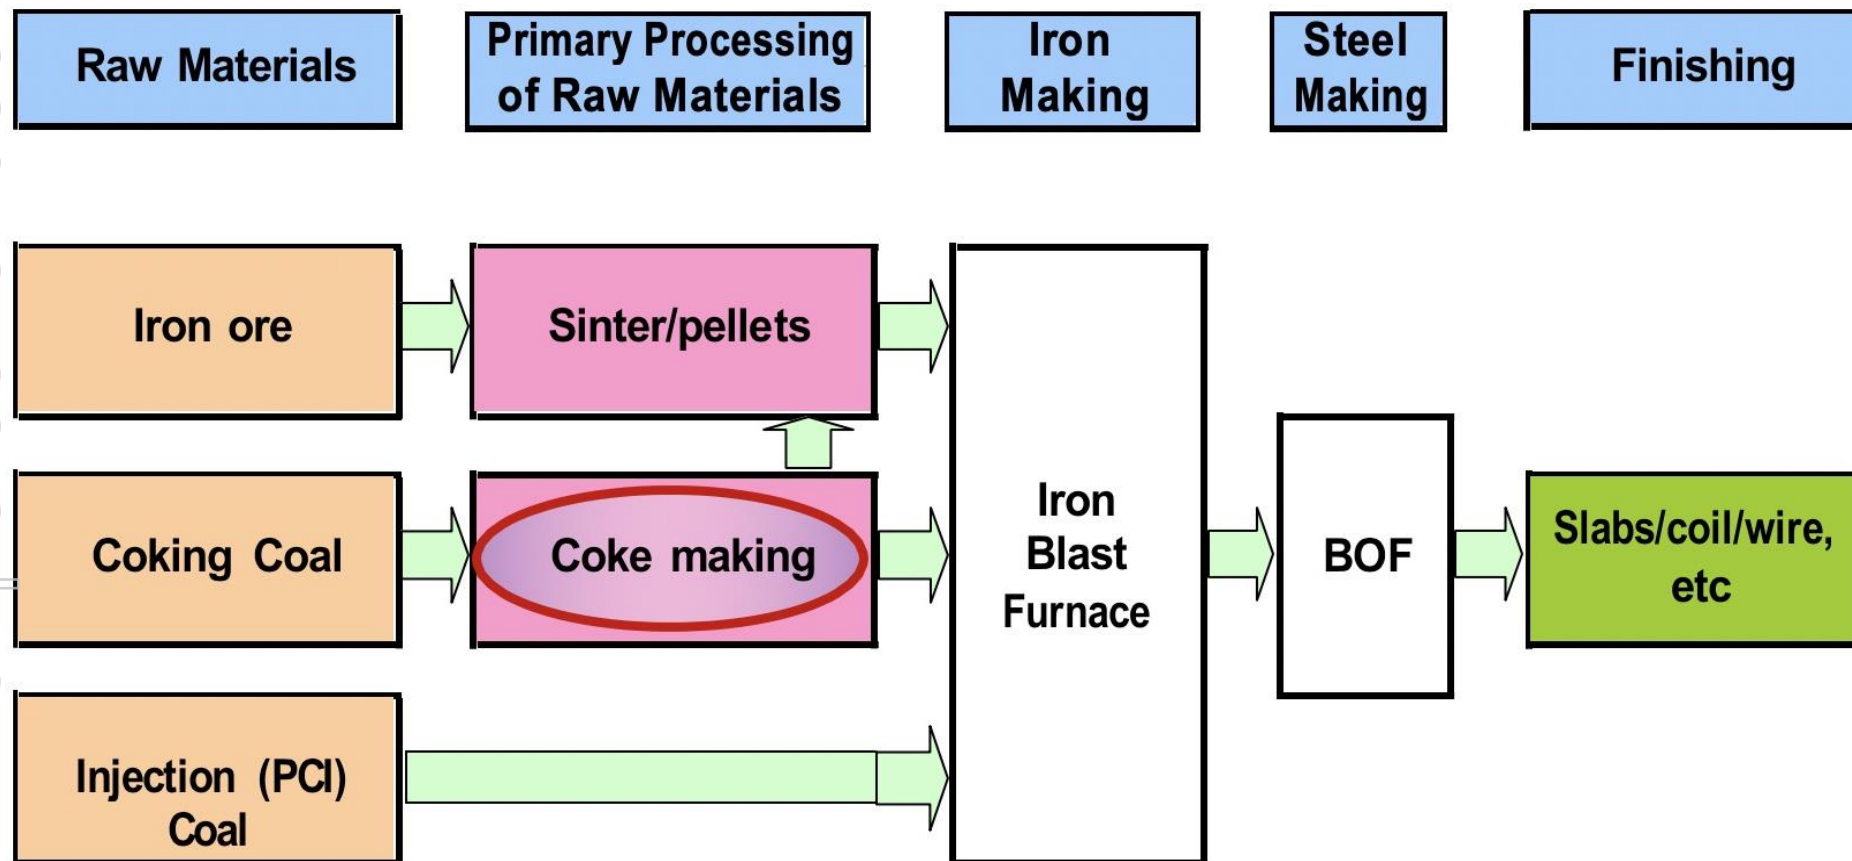 Raw Materials
Primary Processing
of Raw Materials
Iron
Making
Steel
Making
Finishing
Iron ore
Sinter/pellets
Coking Coal
Coke making
Injection (PCI)
Coal
Iron
Blast
Furnace
BOF
Slabs/coil/wire,
etc